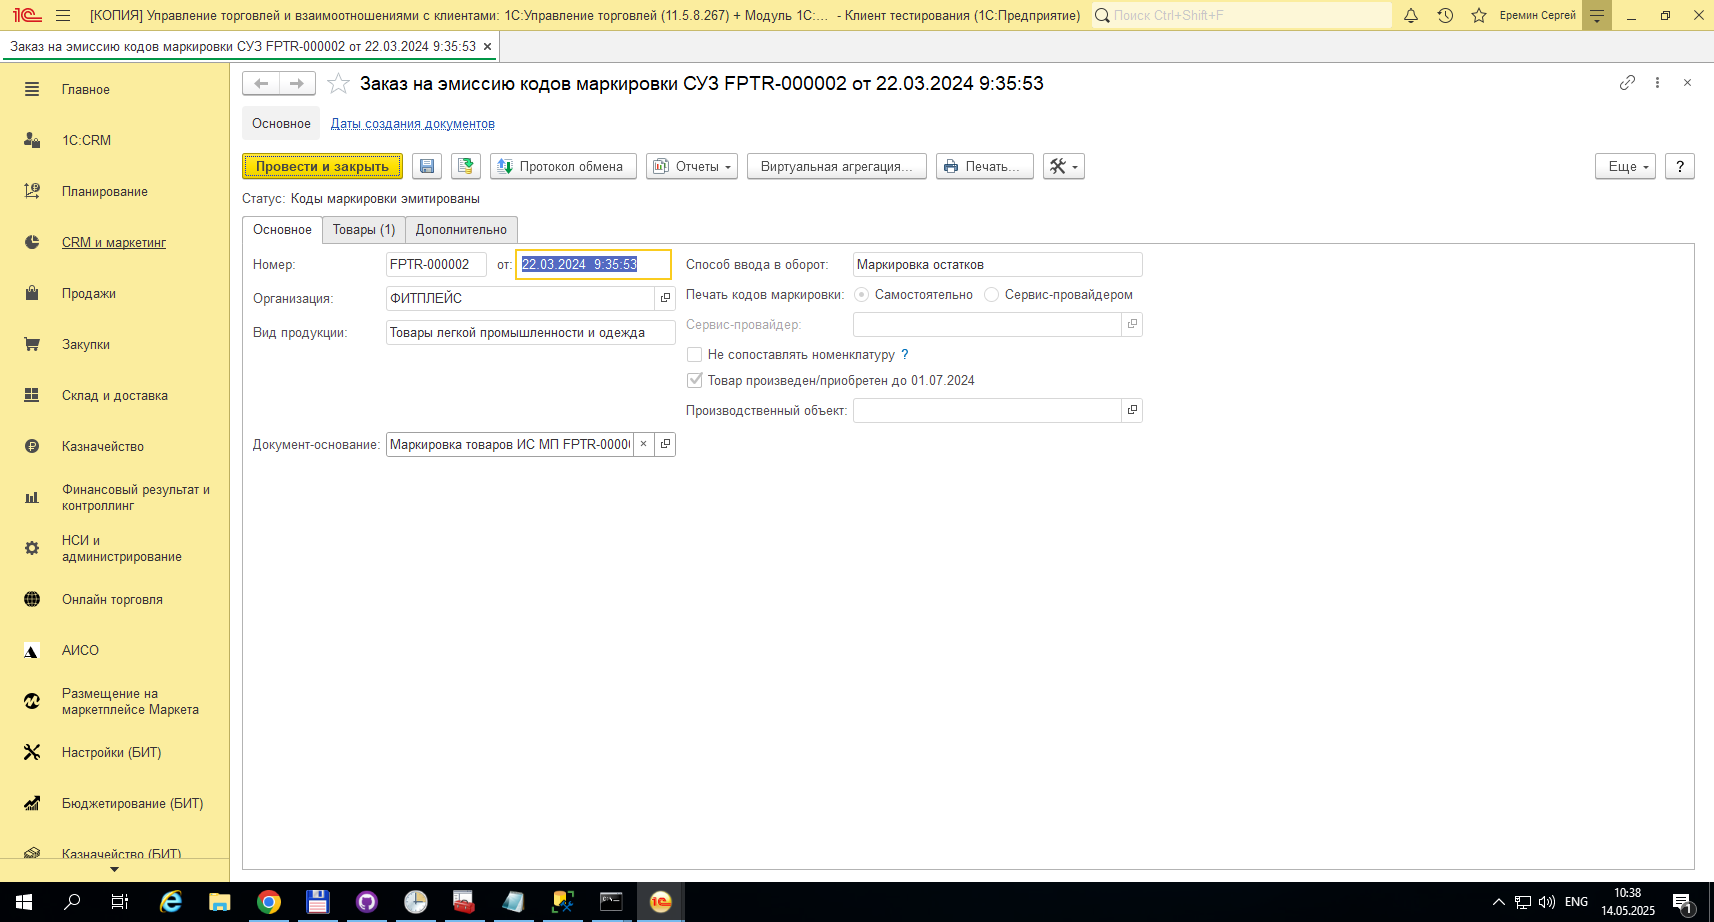 [КОПИЯ] Управление торговлей и взаимоотношениями с клиентами: 1С:Управление торговлей (11.5.8.267) + Модуль 1С:... - Клиент тестирования (1С:Предприятие)
Поиск Ctrl+Shift+F
Еремин Сергей
Заказ на эмиссию кодов маркировки СУЗ FPTR-000002 от 22.03.2024 9:35:53 ×
Главное
1C:CRM
Планирование
CRM и маркетинг
Продажи
Закупки
Склад и доставка
Казначейство
Финансовый результат и
контроллинг
НСИ и
администрирование
Онлайн торговля
АИСО
Размещение на
маркетплейсе Маркета
Настройки (БИТ)
Бюджетирование (БИТ)
Казначейство (БИТ)
Заказ на эмиссию кодов маркировки СУЗ FPTR-000002 от 22.03.2024 9:35:53
Основное Даты создания документов
Провести и закрыть Протокол обмена Отчеты Виртуальная агрегация... Печать... Еще ?
Статус: Коды маркировки эмитированы
Основное Товары (1) Дополнительно
Номер: FPTR-000002 от: 22.03.2024 9:35:53
Организация: ФИТПЛЕЙС
Вид продукции: Товары легкой промышленности и одежда
Документ-основание: Маркировка товаров ИС МП FPTR-0000
Способ ввода в оборот: Маркировка остатков
Печать кодов маркировки: Самостоятельно Сервис-провайдером
Сервис-провайдер:
Не сопоставлять номенклатуру ?
Товар произведен/приобретен до 01.07.2024
Производственный объект:
ENG
10:38
14.05.2025
1